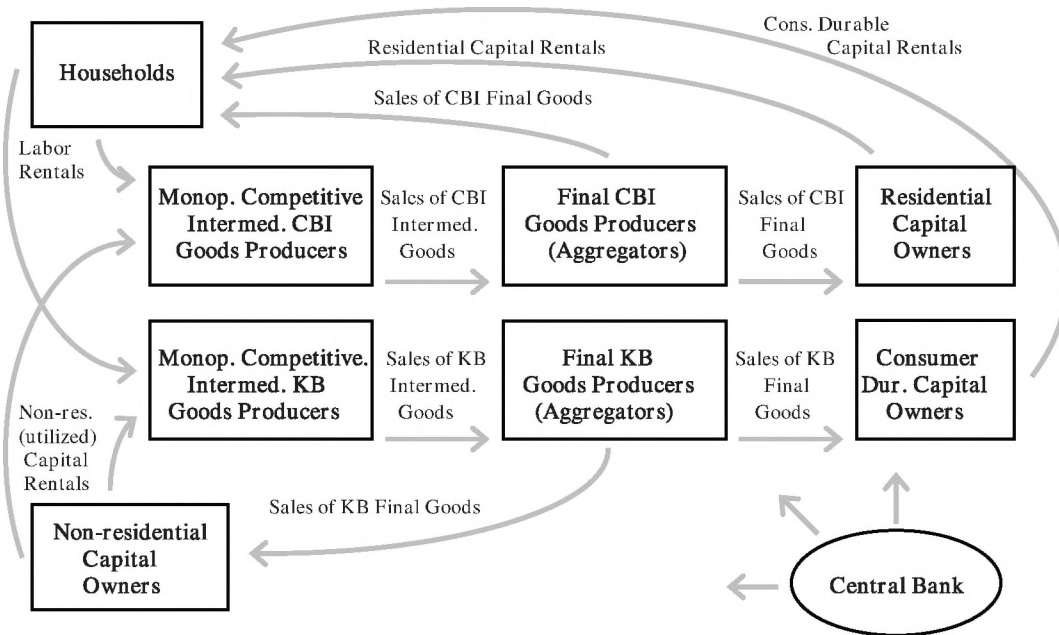 Cons. Durable
Capital Rentals
Residential Capital Rentals
Households
Sales of CBI Final Goods
Labor
Rentals
Monop. Competitive
Intermed. CBI
Goods Producers
Sales of CBI
Intermed.
Goods
Final CBI
Goods Producers
(Aggregators)
Sales of CBI
Final
Goods
Residential
Capital
Owners
Monop. Competitive.
Intermed. KB
Goods Producers
Sales of KB
Intermed.
Goods
Final KB
Goods Producers
(Aggregators)
Sales of KB
Final
Goods
Consumer
Dur. Capital
Owners
Non-res.
(utilized)
Capital
Rentals
Sales of KB Final Goods
Non-residential
Capital
Owners
Central Bank